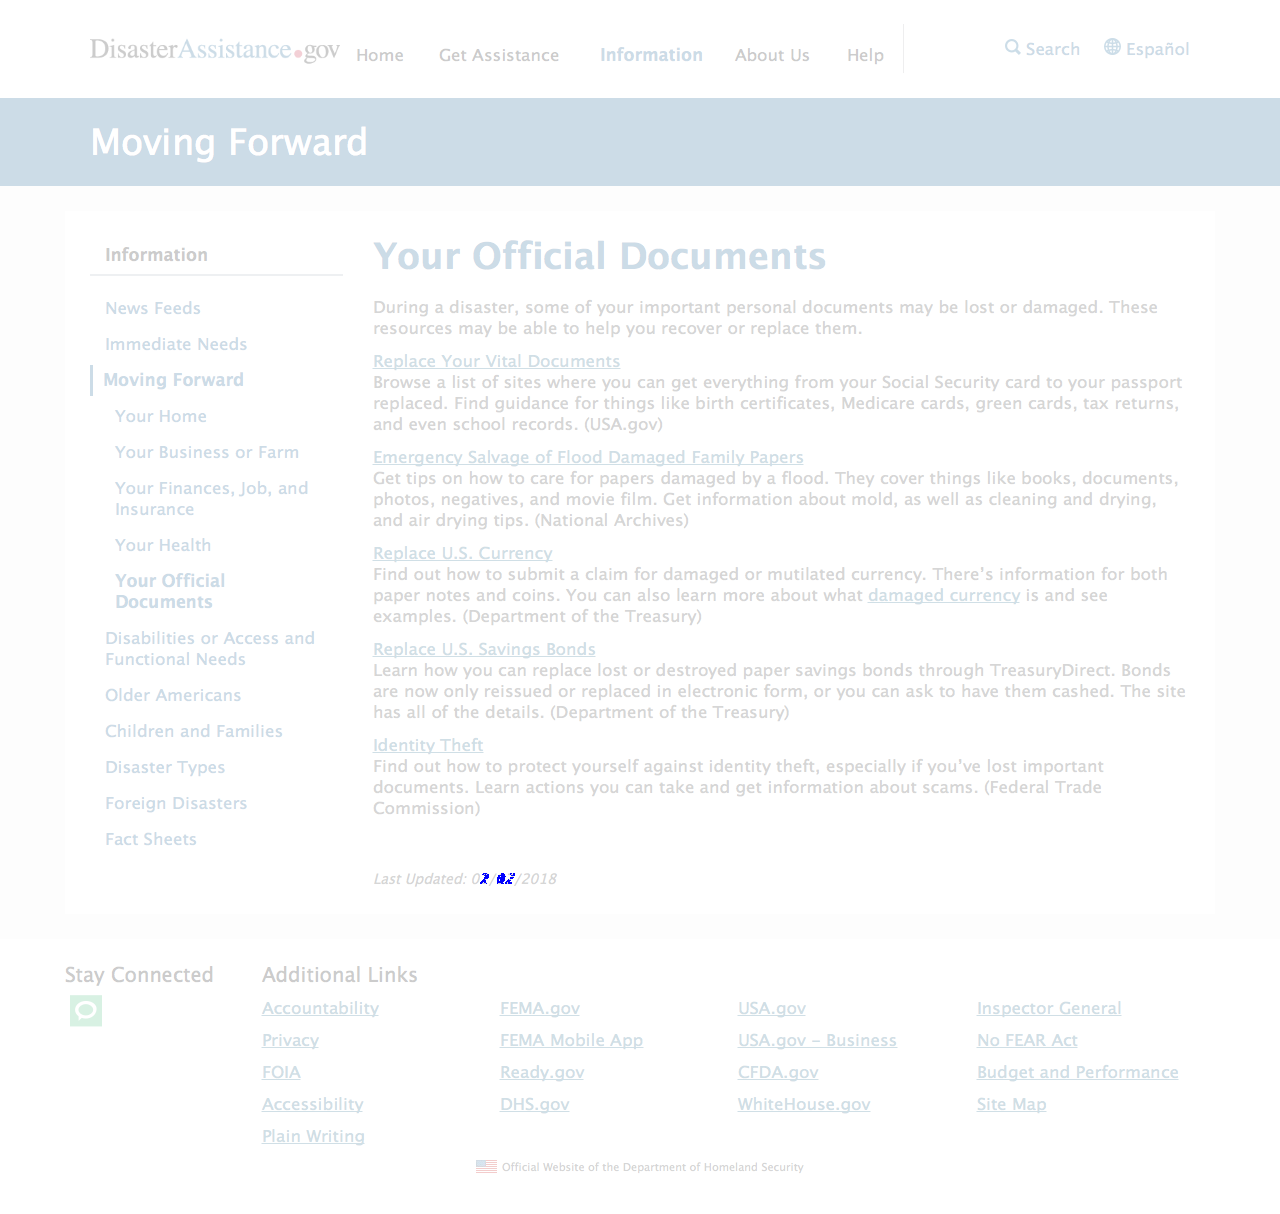 DisasterAssistance.gov
Home
Get Assistance
Information
About Us
Help
Search
Español
Moving Forward
Information
News Feeds
Immediate Needs
Moving Forward
Your Home
Your Business or Farm
Your Finances, Job, and
Insurance
Your Health
Your Official
Documents
Disabilities or Access and
Functional Needs
Older Americans
Children and Families
Disaster Types
Foreign Disasters
Fact Sheets
Your Official Documents
During a disaster, some of your important personal documents may be lost or damaged. These
resources may be able to help you recover or replace them.
Replace Your Vital Documents
Browse a list of sites where you can get everything from your Social Security card to your passport
replaced. Find guidance for things like birth certificates, Medicare cards, green cards, tax returns,
and even school records. (USA.gov)
Emergency Salvage of Flood Damaged Family Papers
Get tips on how to care for papers damaged by a flood. They cover things like books, documents,
photos, negatives, and movie film. Get information about mold, as well as cleaning and drying,
and air drying tips. (National Archives)
Replace U.S. Currency
Find out how to submit a claim for damaged or mutilated currency. There's information for both
paper notes and coins. You can also learn more about what damaged currency is and see
examples. (Department of the Treasury)
Replace U.S. Savings Bonds
Learn how you can replace lost or destroyed paper savings bonds through TreasuryDirect. Bonds
are now only reissued or replaced in electronic form, or you can ask to have them cashed. The site
has all of the details. (Department of the Treasury)
Identity Theft
Find out how to protect yourself against identity theft, especially if you've lost important
documents. Learn actions you can take and get information about scams. (Federal Trade
Commission)
Last Updated:
Stay Connected
Additional Links
Accountability
FEMA.gov
USA.gov
Inspector General
Privacy
FEMA Mobile App
USA.gov - Business
No FEAR Act
FOIA
Ready.gov
CFDA.gov
Budget and Performance
Accessibility
DHS.gov
WhiteHouse.gov
Site Map
Plain Writing
Official Website of the Department of Homeland Security